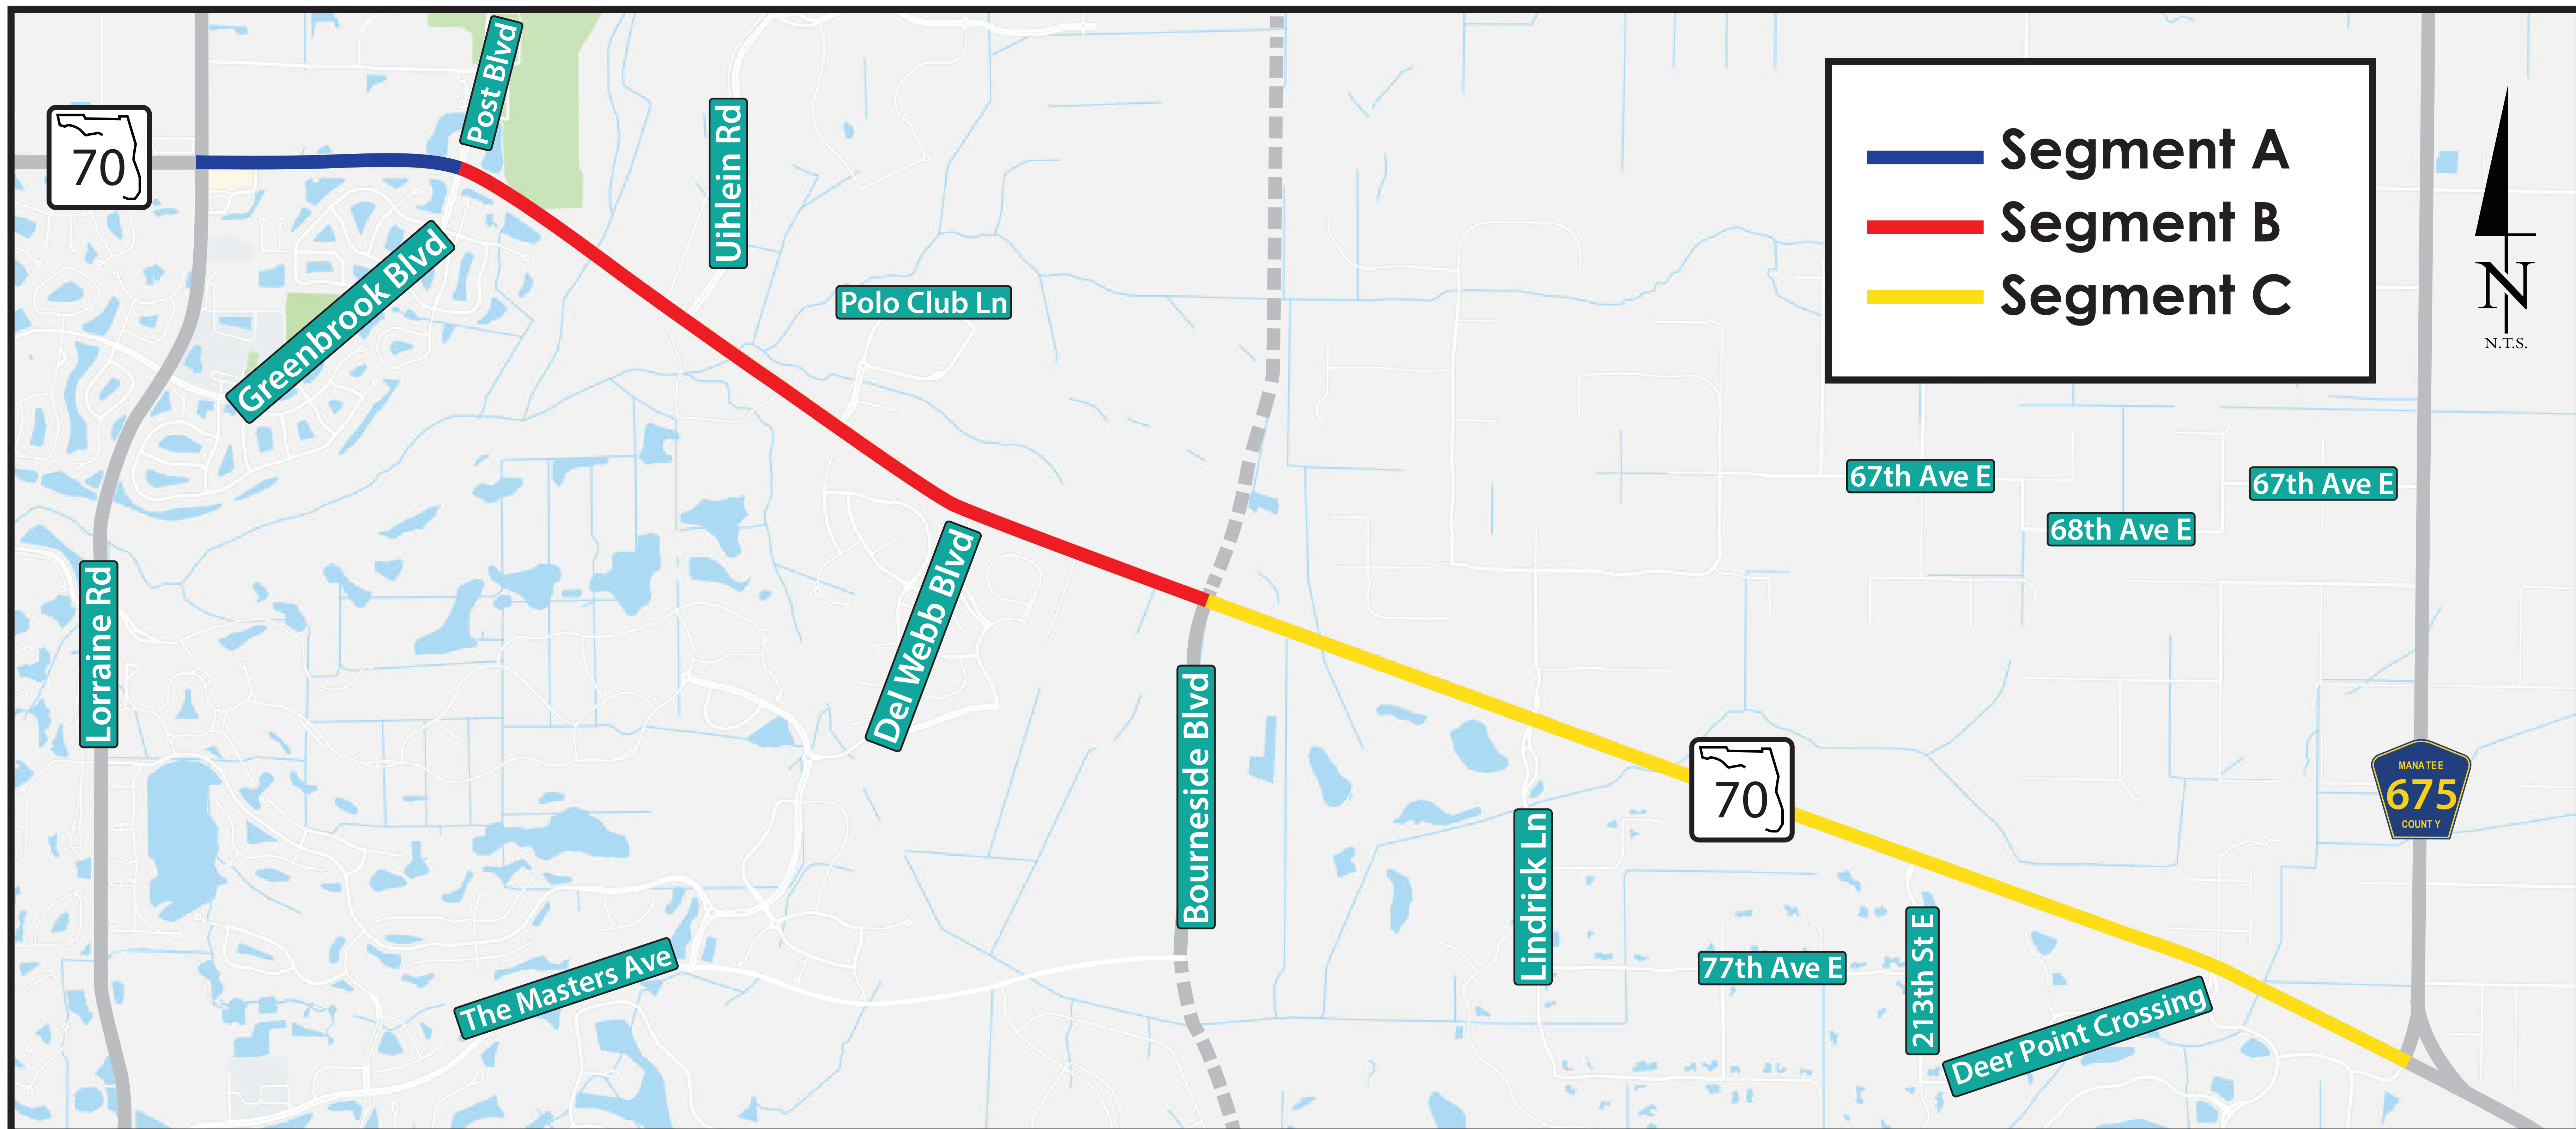 Post Blvd
70
Uihlein Rd
Segment A
Segment B
Segment C
N
N.T.S.
Greenbrook Blvd
Polo Club Ln
67th Ave E
67th Ave E
68th Ave E
Lorraine Rd
Del Webb Blvd
Bourneside Blvd
70
MANATEE
675
COUNTY
Lindrick Ln
The Masters Ave
77th Ave E
213th St E
Deer Point Crossing